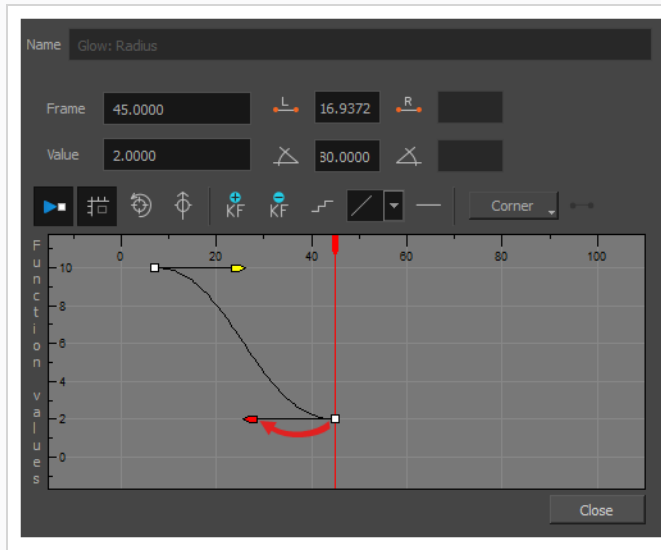 Name Glow: Radius
Frame 45.0000 L 16.9372 R
Value 2.0000 30.0000
KF KF Corner
Function values
0 20 40 60 80 100
10
8
6
4
2
0
Close